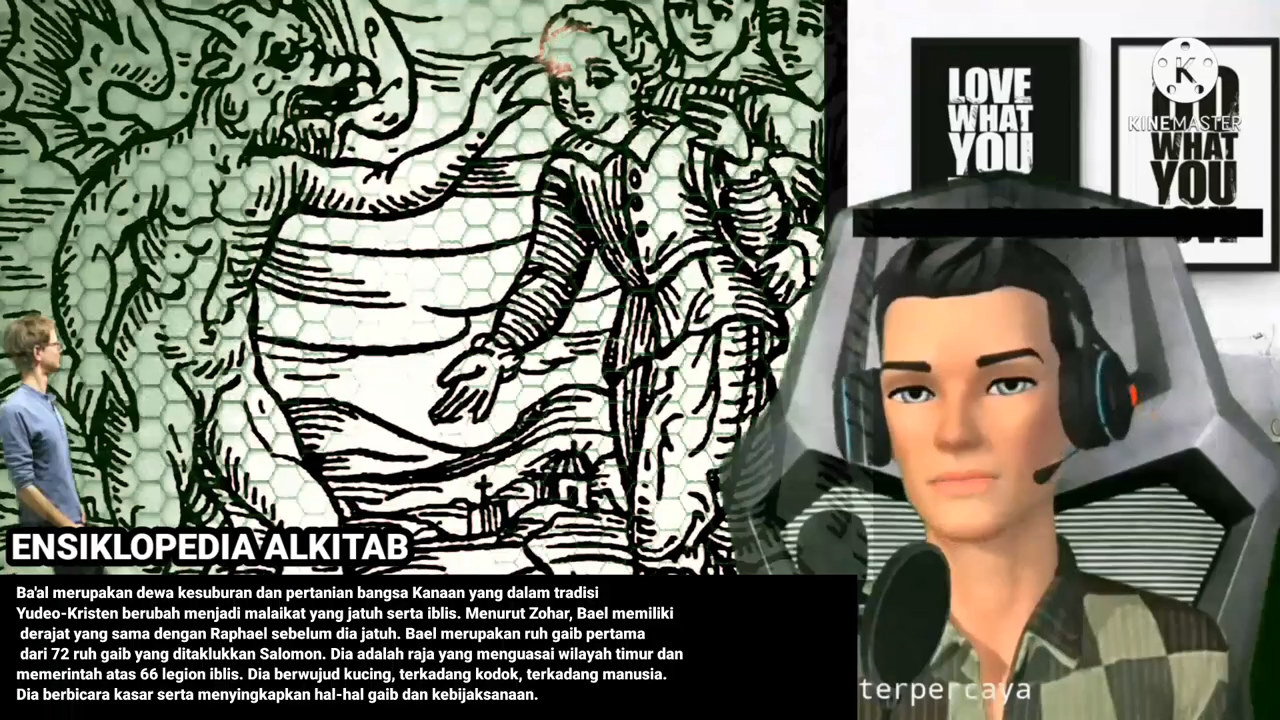 LOVE
WHAT
YOU
K
KINEMASTER
WHAT
YOU
ENSIKLOPEDIA ALKITAB
Ba'al merupakan dewa kesuburan dan pertanian bangsa Kanaan yang dalam tradisi
Yudeo-Kristen berubah menjadi malaikat yang jatuh serta iblis. Menurut Zohar, Bael memiliki
derajat yang sama dengan Raphael sebelum dia jatuh. Bael merupakan ruh gaib pertama
dari 72 ruh gaib yang ditaklukkan Salomon. Dia adalah raja yang menguasai wilayah timur dan
memerintah atas 66 legion iblis. Dia berwujud kucing, terkadang kodok, terkadang manusia.
Dia berbicara kasar serta menyingkapkan hal-hal gaib dan kebijaksanaan.
terpercaya